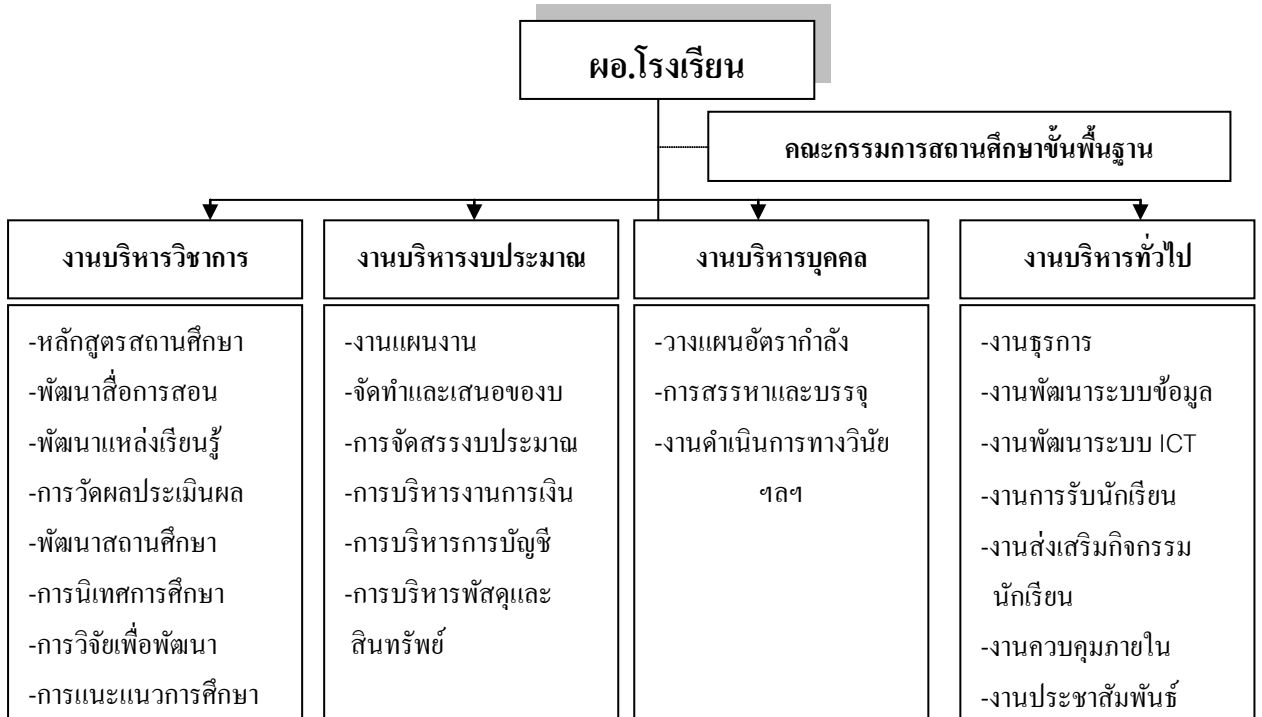 ผอ.โรงเรียน
คณะกรรมการสถานศึกษาขั้นพื้นฐาน
งานบริหารวิชาการ
-หลักสูตรสถานศึกษา
-พัฒนาสื่อการสอน
-พัฒนาแหล่งเรียนรู้
-การวัดผลประเมินผล
-พัฒนาสถานศึกษา
-การนิเทศการศึกษา
-การวิจัยเพื่อพัฒนา
-การแนะแนวการศึกษา
งานบริหารงบประมาณ
-งานแผนงาน
-จัดทำและเสนอของบ
-การจัดสรรงบประมาณ
-การบริหารงานการเงิน
-การบริหารการบัญชี
-การบริหารพัสดุและ
สินทรัพย์
งานบริหารบุคคล
-วางแผนอัตรากำลัง
-การสรรหาและบรรจุ
-งานดำเนินการทางวินัย
ฯลฯ
งานบริหารทั่วไป
-งานธุรการ
-งานพัฒนาระบบข้อมูล
-งานพัฒนาระบบ ICT
-งานการรับนักเรียน
-งานส่งเสริมกิจกรรม
นักเรียน
-งานควบคุมภายใน
-งานประชาสัมพันธ์